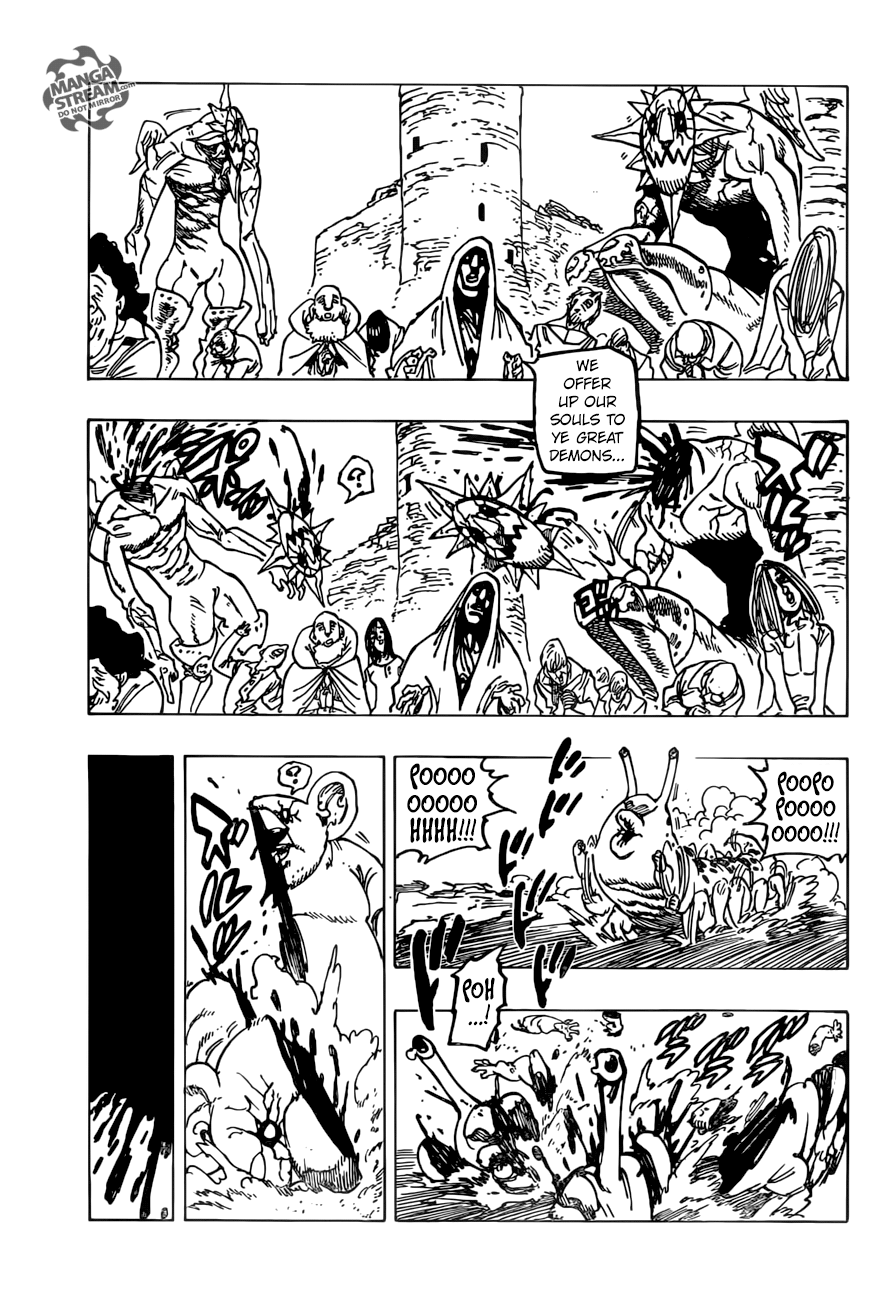 MANGA
STREAM.com
DO NOT MIRROR
WE
OFFER
UP OUR
SOULS TO
YE GREAT
DEMONS...
?
POOPO
POOOO
OOOO!!!
POOOO
OOOOO
HHHH!!!
POH
...!
?